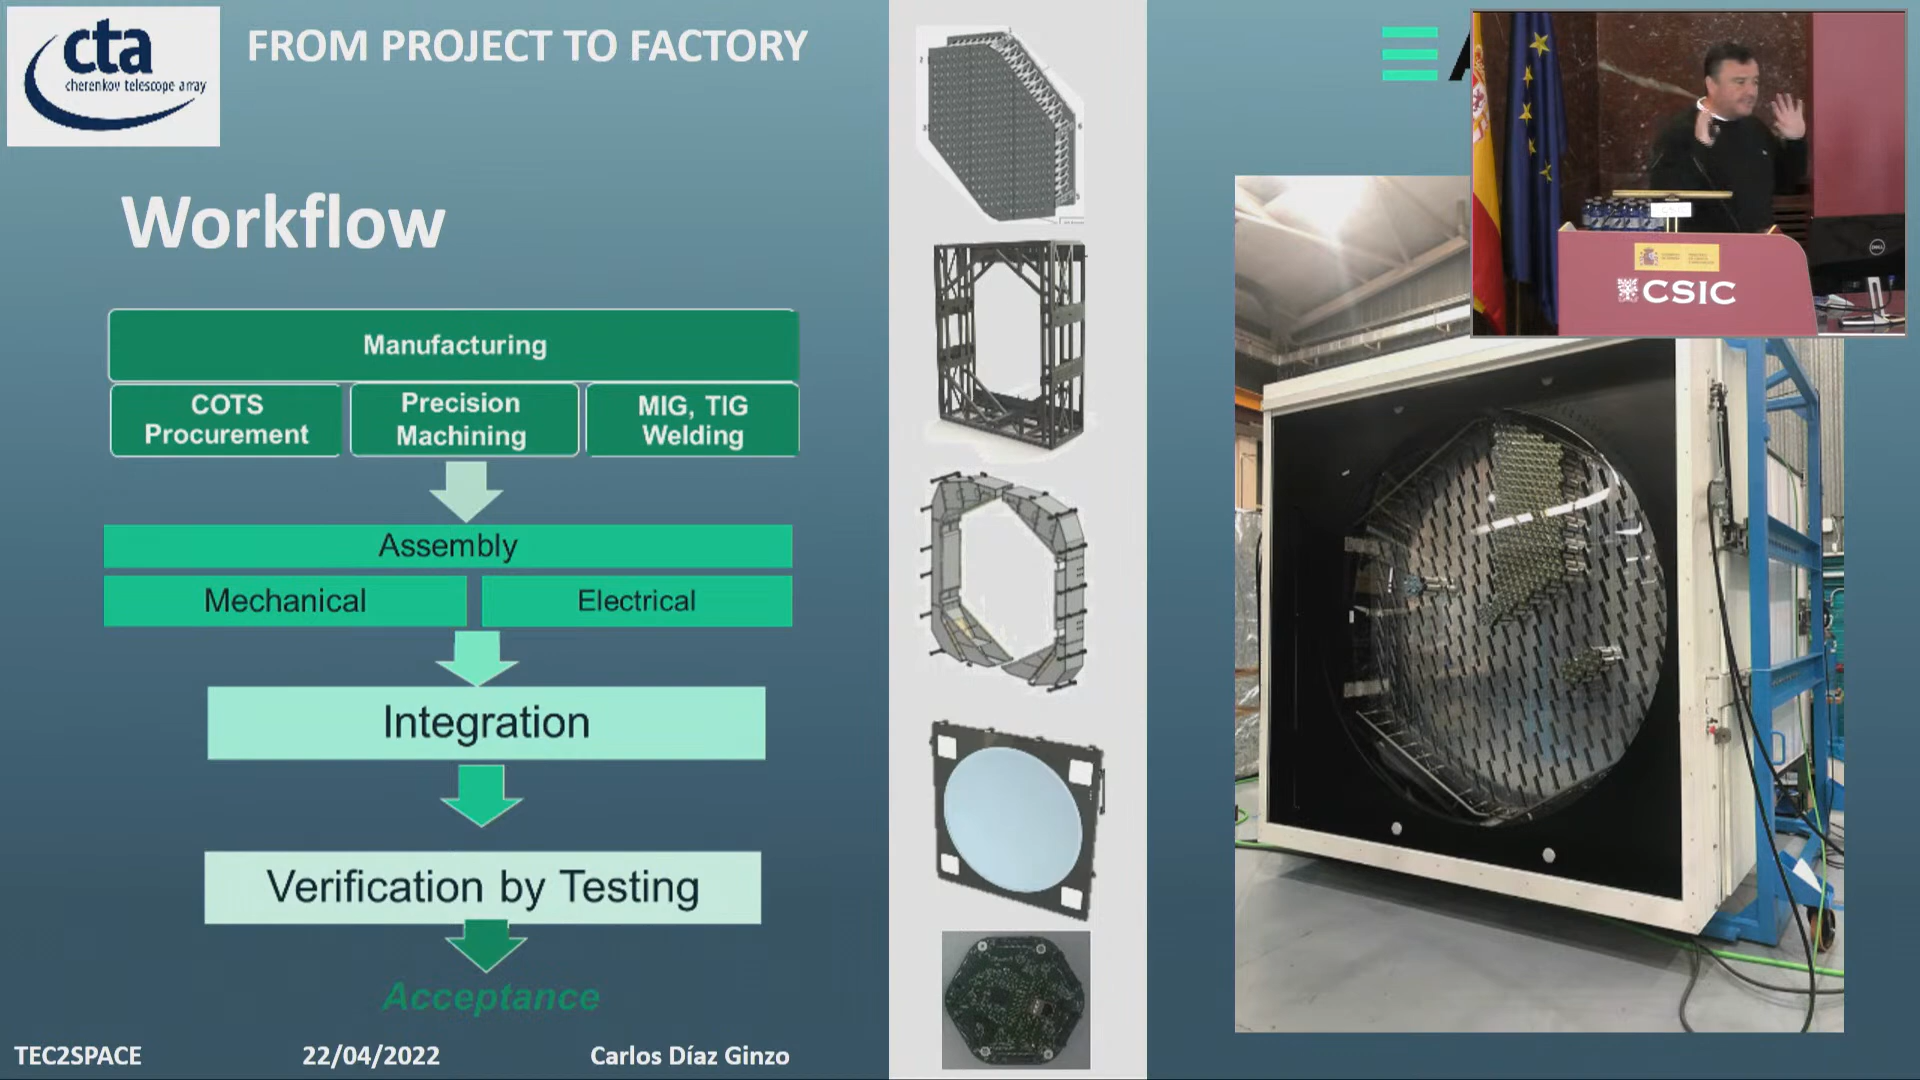 cta
cherenkov telescope array
FROM PROJECT TO FACTORY
Workflow
Manufacturing
COTS
Procurement
Precision
Machining
MIG, TIG
Welding
Assembly
Mechanical
Electrical
Integration
Verification by Testing
Acceptance
TEC2SPACE
22/04/2022
Carlos Díaz Ginzo
CSIC
DELL